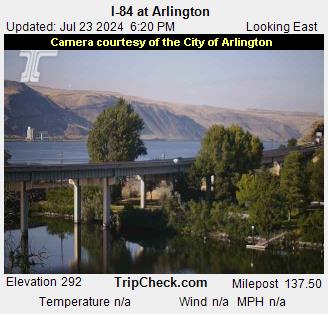 I-84 at Arlington
Updated: Jul 23 2024 6:20 PM Looking East
Camera courtesy of the City of Arlington
Elevation 292 TripCheck.com Milepost 137.50
Temperature n/a Wind n/a MPH n/a